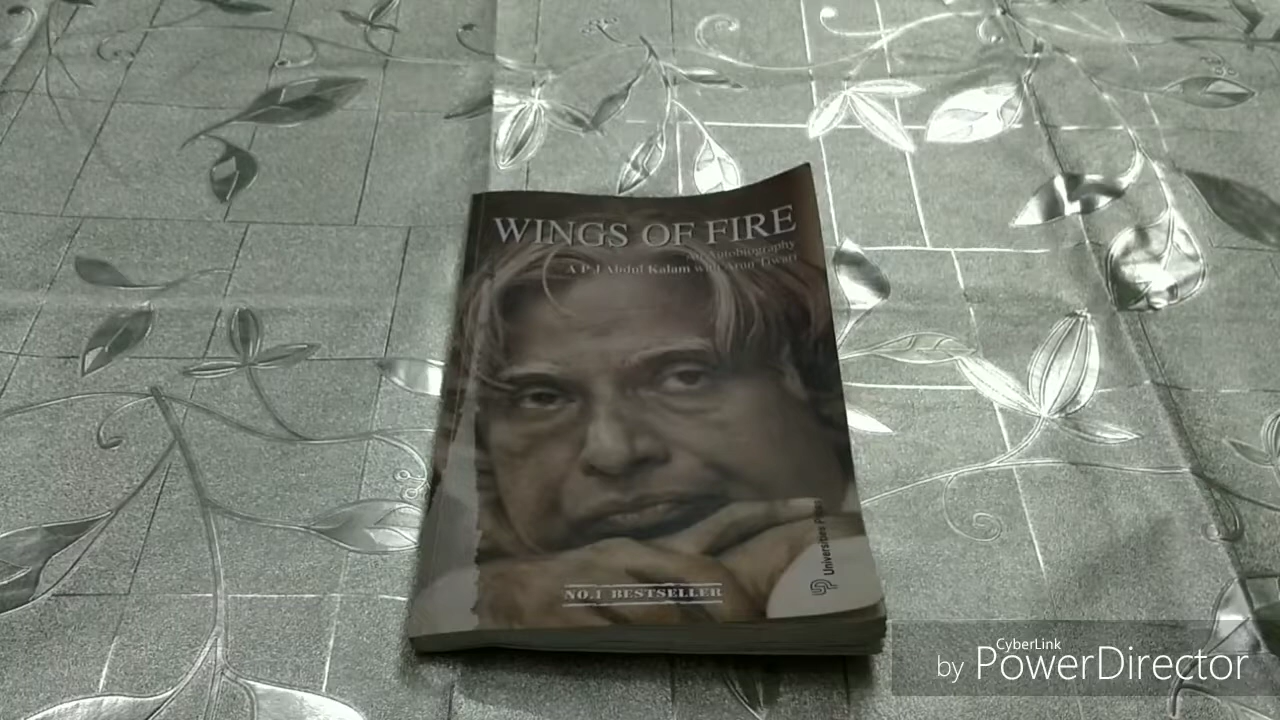 WINGS OF FIRE
An Autobiography
A P J Abdul Kalam with Arun Tiwari
Universities Press
NO.1 BESTSELLER
CyberLink
by PowerDirector